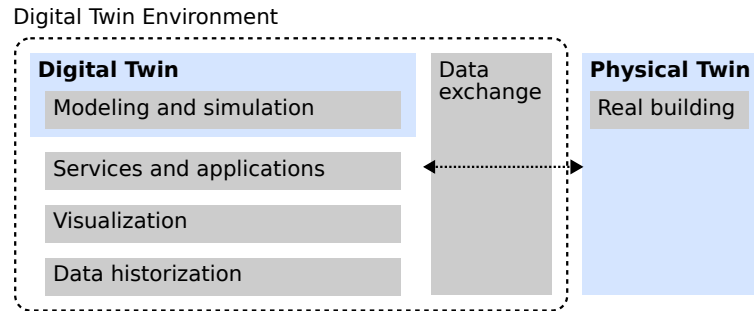 Digital Twin Environment
Digital Twin
Modeling and simulation
Services and applications
Visualization
Data historization
Data
exchange
Physical Twin
Real building